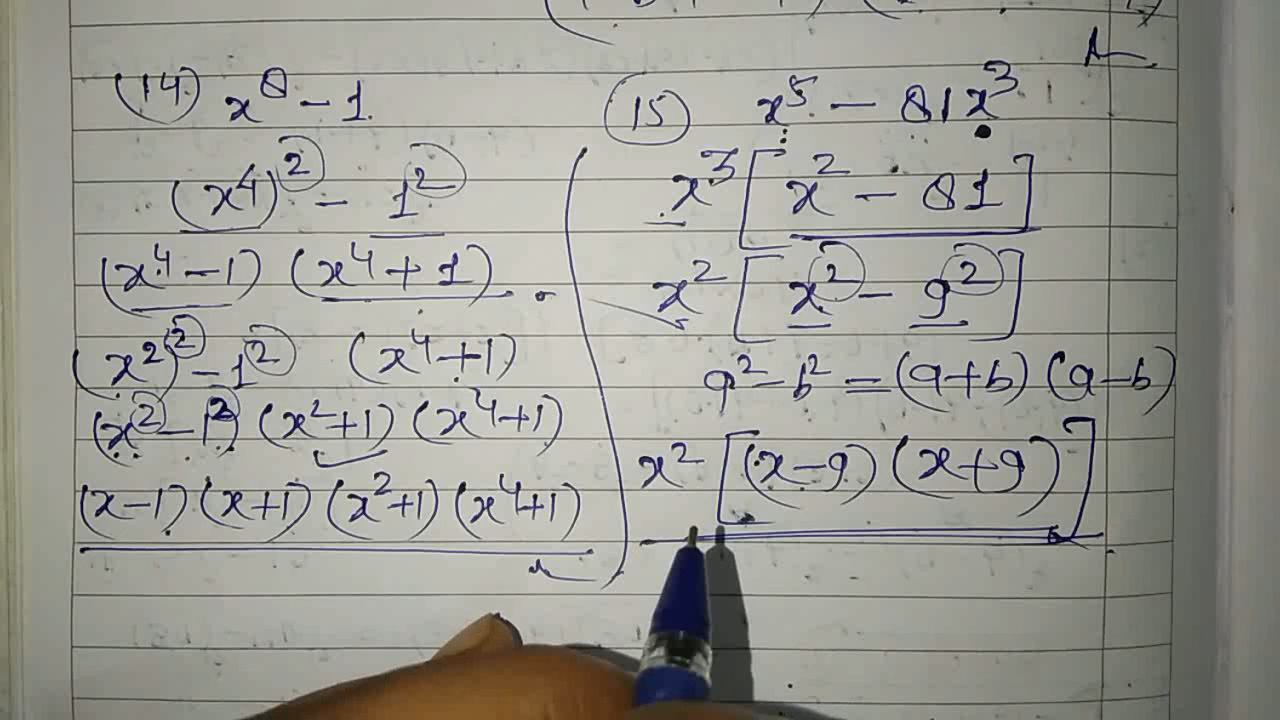 (14) x⁸ - 1
(x⁴)² - 1²
(x⁴ - 1) (x⁴ + 1)
(x²)² - 1² (x⁴ + 1)
(x² - 1²) (x² + 1) (x⁴ + 1)
(x - 1) (x + 1) (x² + 1) (x⁴ + 1)
(15) x⁵ - 81x³
x³ [x² - 81]
x² [x² - 9²]
a² - b² = (a + b) (a - b)
x² [(x - 9) (x + 9)]